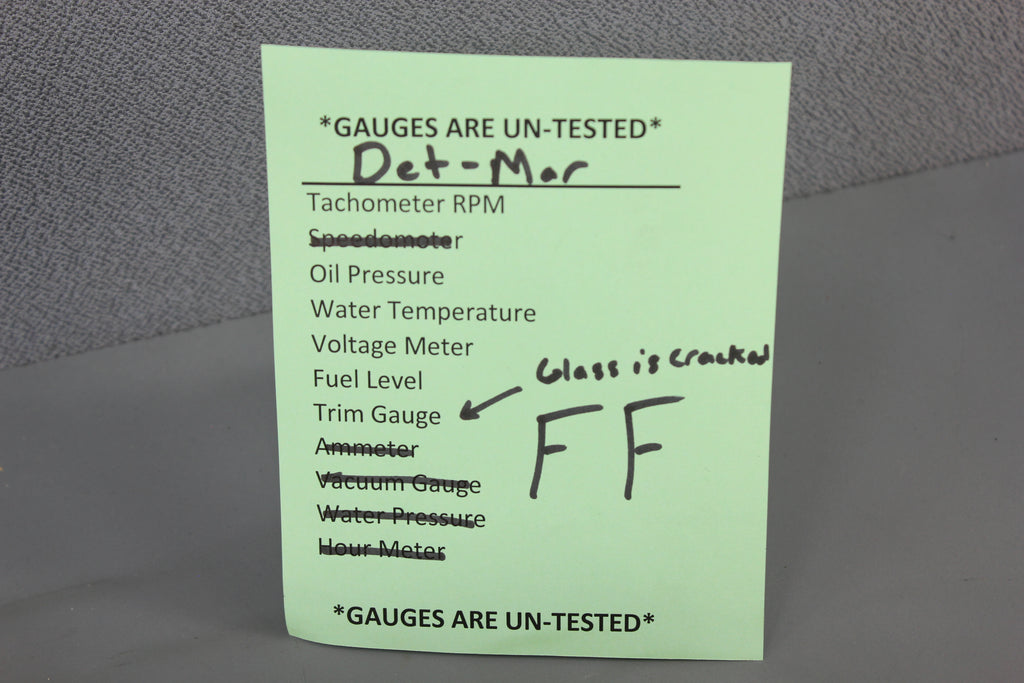 *GAUGES ARE UN-TESTED*
Det-Mar
Tachometer RPM
Speedometer
Oil Pressure
Water Temperature
Voltage Meter
Fuel Level
Glass is cracked
Trim Gauge
FF
Ammeter
Vacuum Gauge
Water Pressure
Hour Meter
*GAUGES ARE UN-TESTED*